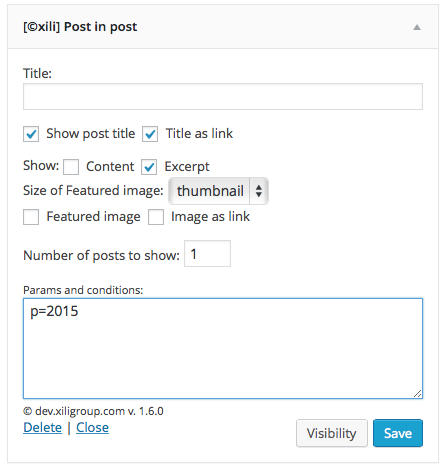 [©xili] Post in post
Title:
Show post title Title as link
Show: Content Excerpt
Size of Featured image: thumbnail
Featured image Image as link
Number of posts to show: 1
Params and conditions:
p=2015
© dev.xiligroup.com v. 1.6.0
Delete | Close Visibility Save